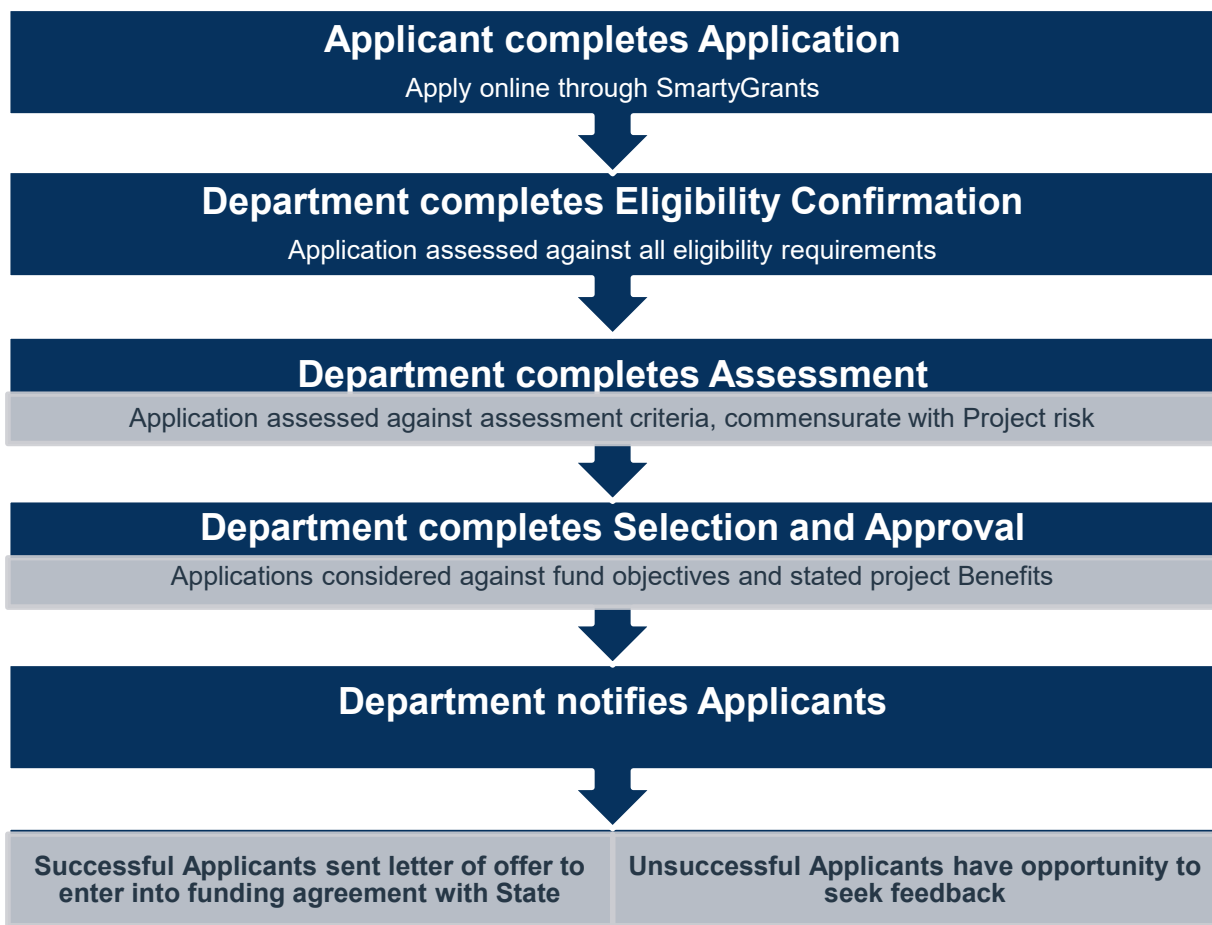 Applicant completes Application
Apply online through SmartyGrants
Department completes Eligibility Confirmation
Application assessed against all eligibility requirements
Department completes Assessment
Application assessed against assessment criteria, commensurate with Project risk
Department completes Selection and Approval
Applications considered against fund objectives and stated project Benefits
Department notifies Applicants
Successful Applicants sent letter of offer to
enter into funding agreement with State
Unsuccessful Applicants have opportunity to
seek feedback